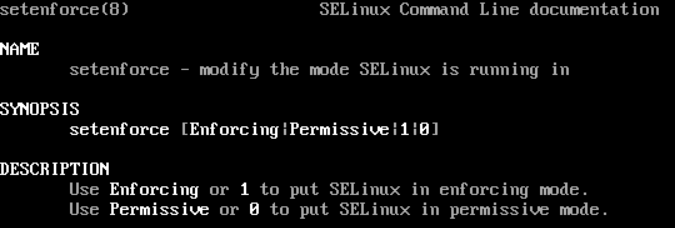 setenforce(8) SELinux Command Line documentation
NAME
setenforce - modify the mode SELinux is running in
SYNOPSIS
setenforce [Enforcing|Permissive|1|0]
DESCRIPTION
Use Enforcing or 1 to put SELinux in enforcing mode.
Use Permissive or 0 to put SELinux in permissive mode.